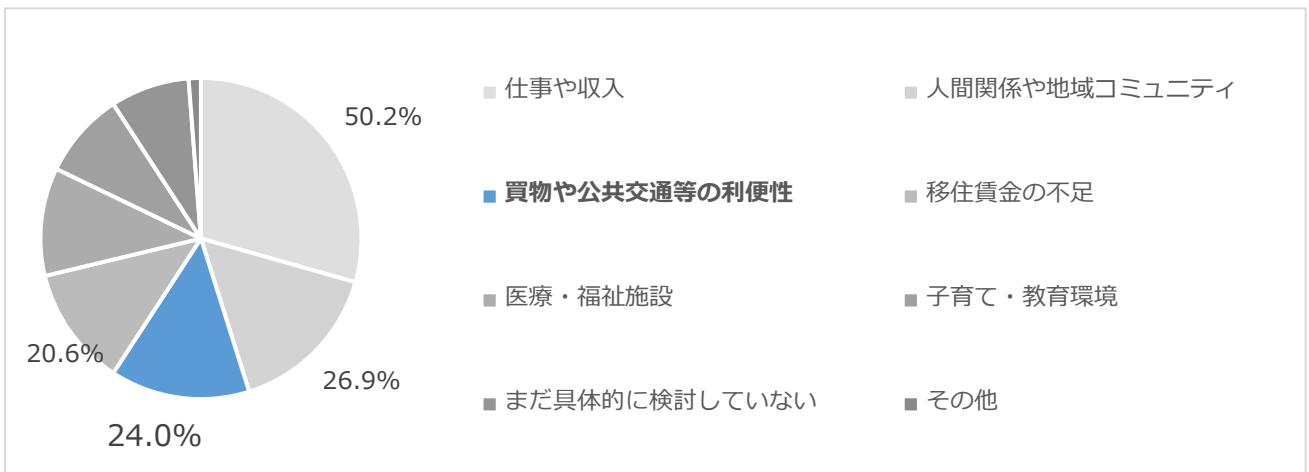 50.2%
26.9%
24.0%
20.6%
仕事や収入
人間関係や地域コミュニティ
買物や公共交通等の利便性
移住賃金の不足
医療・福祉施設
子育て・教育環境
まだ具体的に検討していない
その他